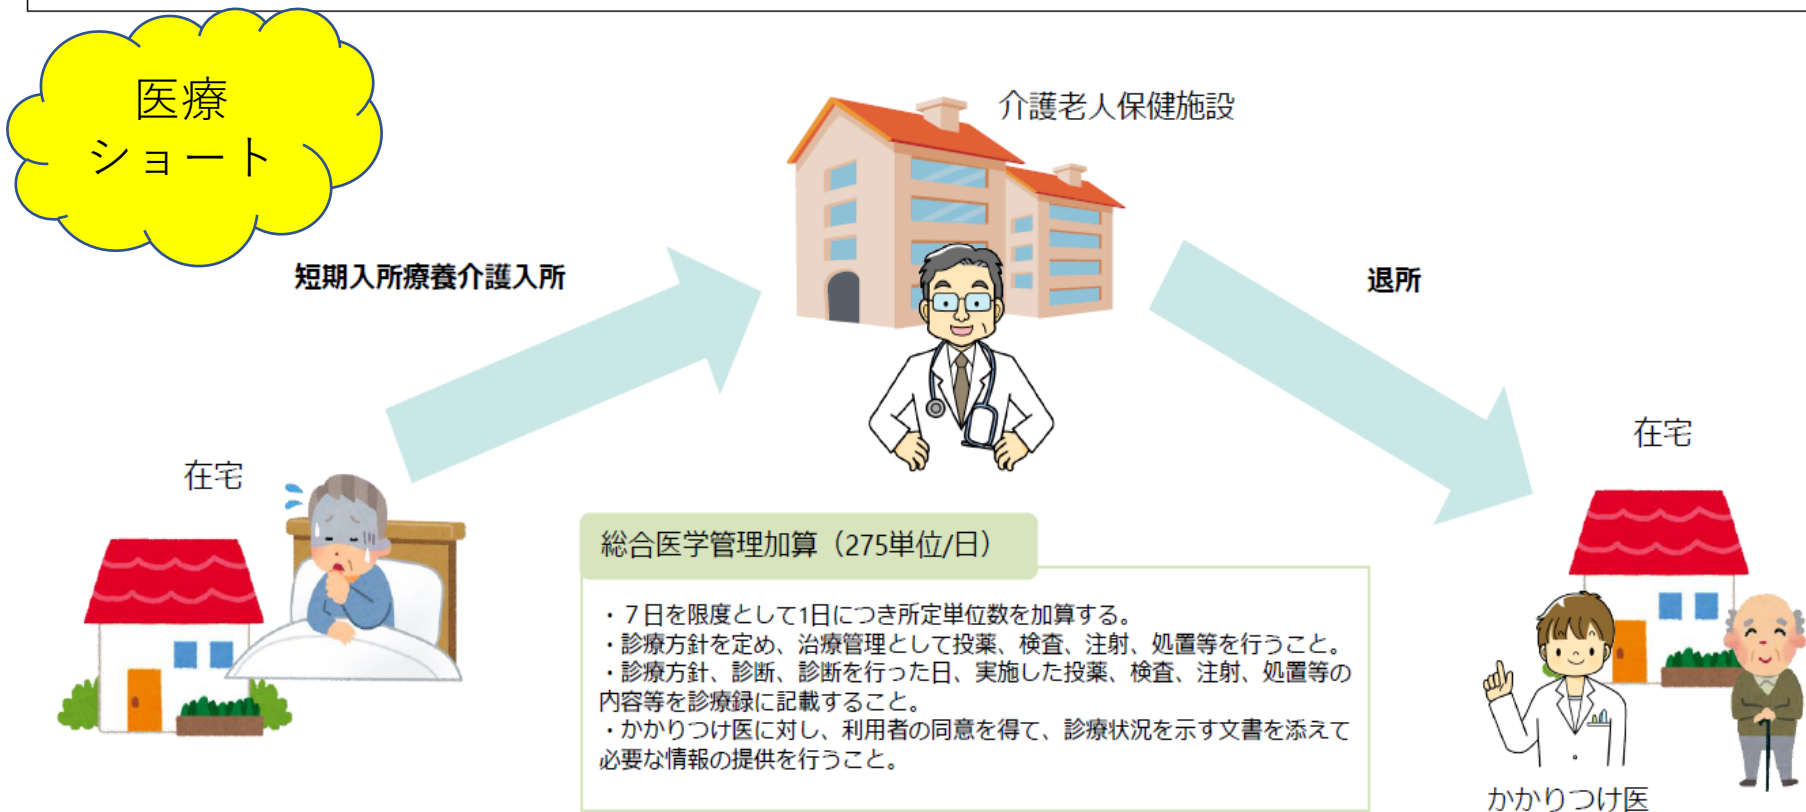 医療
ショート
介護老人保健施設
短期入所療養介護入所
退所
在宅
在宅
総合医学管理加算（275単位/日）
・７日を限度として1日につき所定単位数を加算する。
・診療方針を定め、治療管理として投薬、検査、注射、処置等を行うこと。
・診療方針、診断、診断を行った日、実施した投薬、検査、注射、処置等の
内容等を診療録に記載すること。
・かかりつけ医に対し、利用者の同意を得て、診療状況を示す文書を添えて
必要な情報の提供を行うこと。
かかりつけ医